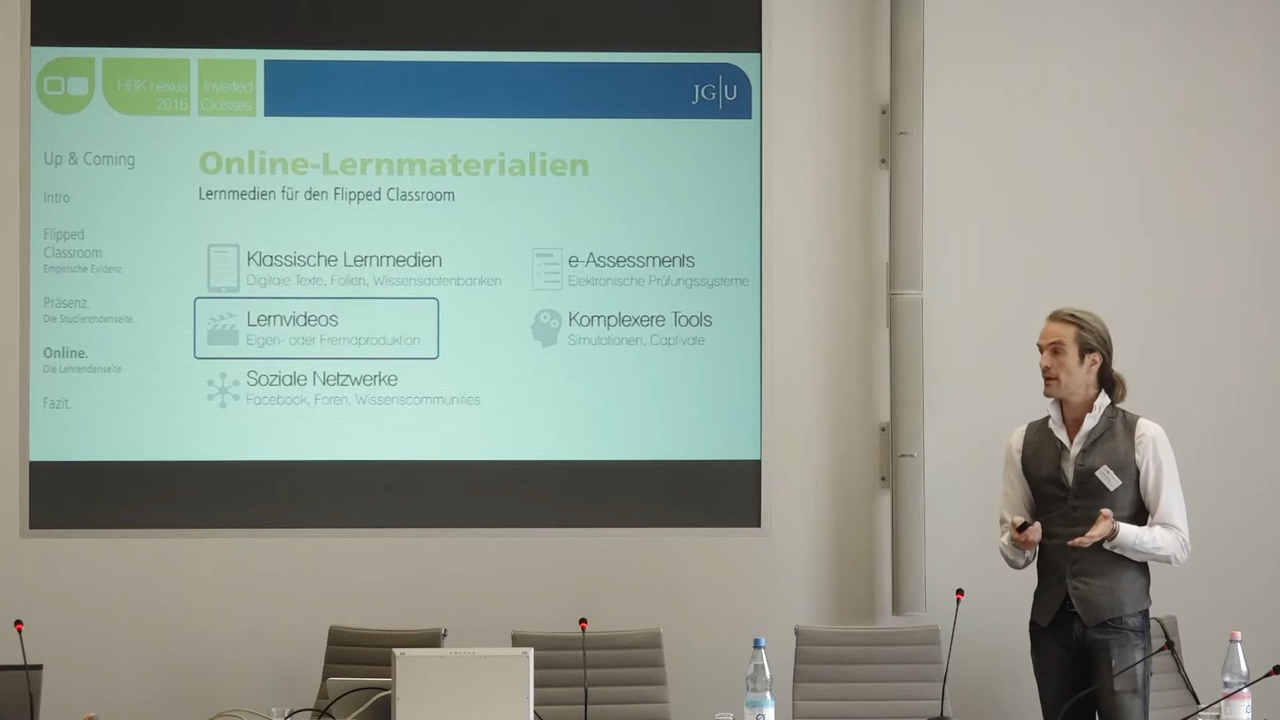 HRK nexus
2016
Inverted
Classes
JG|U
Up & Coming
Intro.
Flipped
Classroom.
Empirische Evidenz
Präsenz.
Die Studierendenseite
Online.
Die Lehrendenseite
Fazit.
Online-Lernmaterialien
Lernmedien für den Flipped Classroom
Klassische Lernmedien
Digitale Texte, Folien, Wissensdatenbanken
Lernvideos
Eigen- oder Fremdproduktion
Soziale Netzwerke
Facebook, Foren, Wissenscommunities
e-Assessments
Elektronische Prüfungssysteme
Komplexere Tools
Simulationen, Captivate